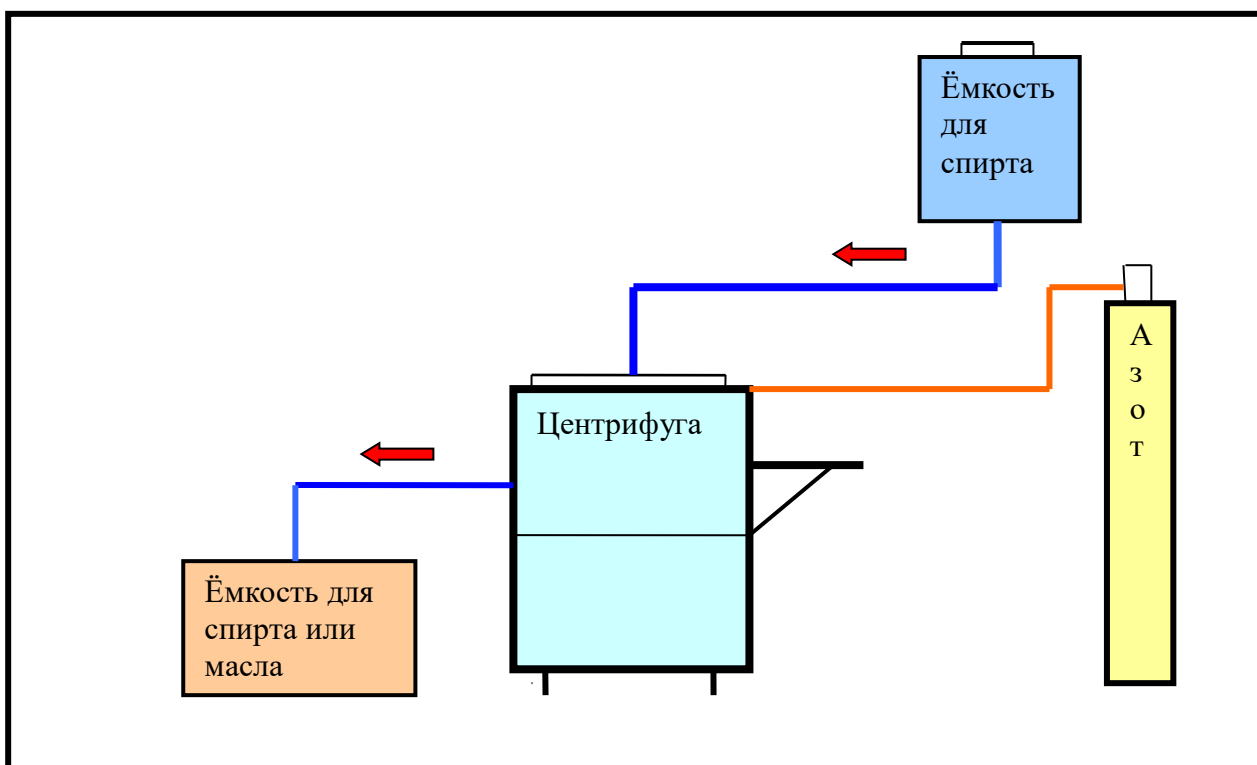 Ёмкость
для
спирта
А
з
о
т
Центрифуга
Ёмкость для
спирта или
масла